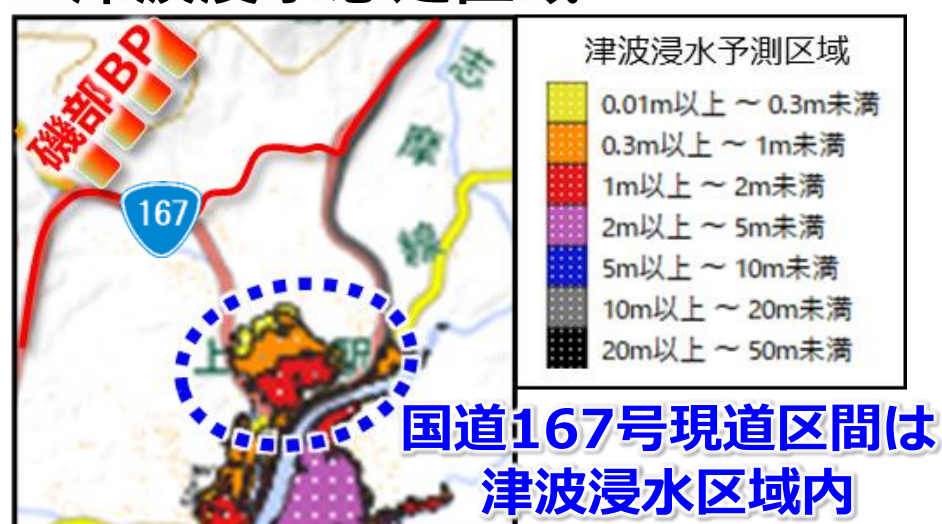 津波浸水予測区域
0.01m以上 ～ 0.3m未満
0.3m以上 ～ 1m未満
1m以上 ～ 2m未満
2m以上 ～ 5m未満
5m以上 ～ 10m未満
10m以上 ～ 20m未満
20m以上 ～ 50m未満
磯部BP
167
志
摩
上
国道167号現道区間は
津波浸水区域内